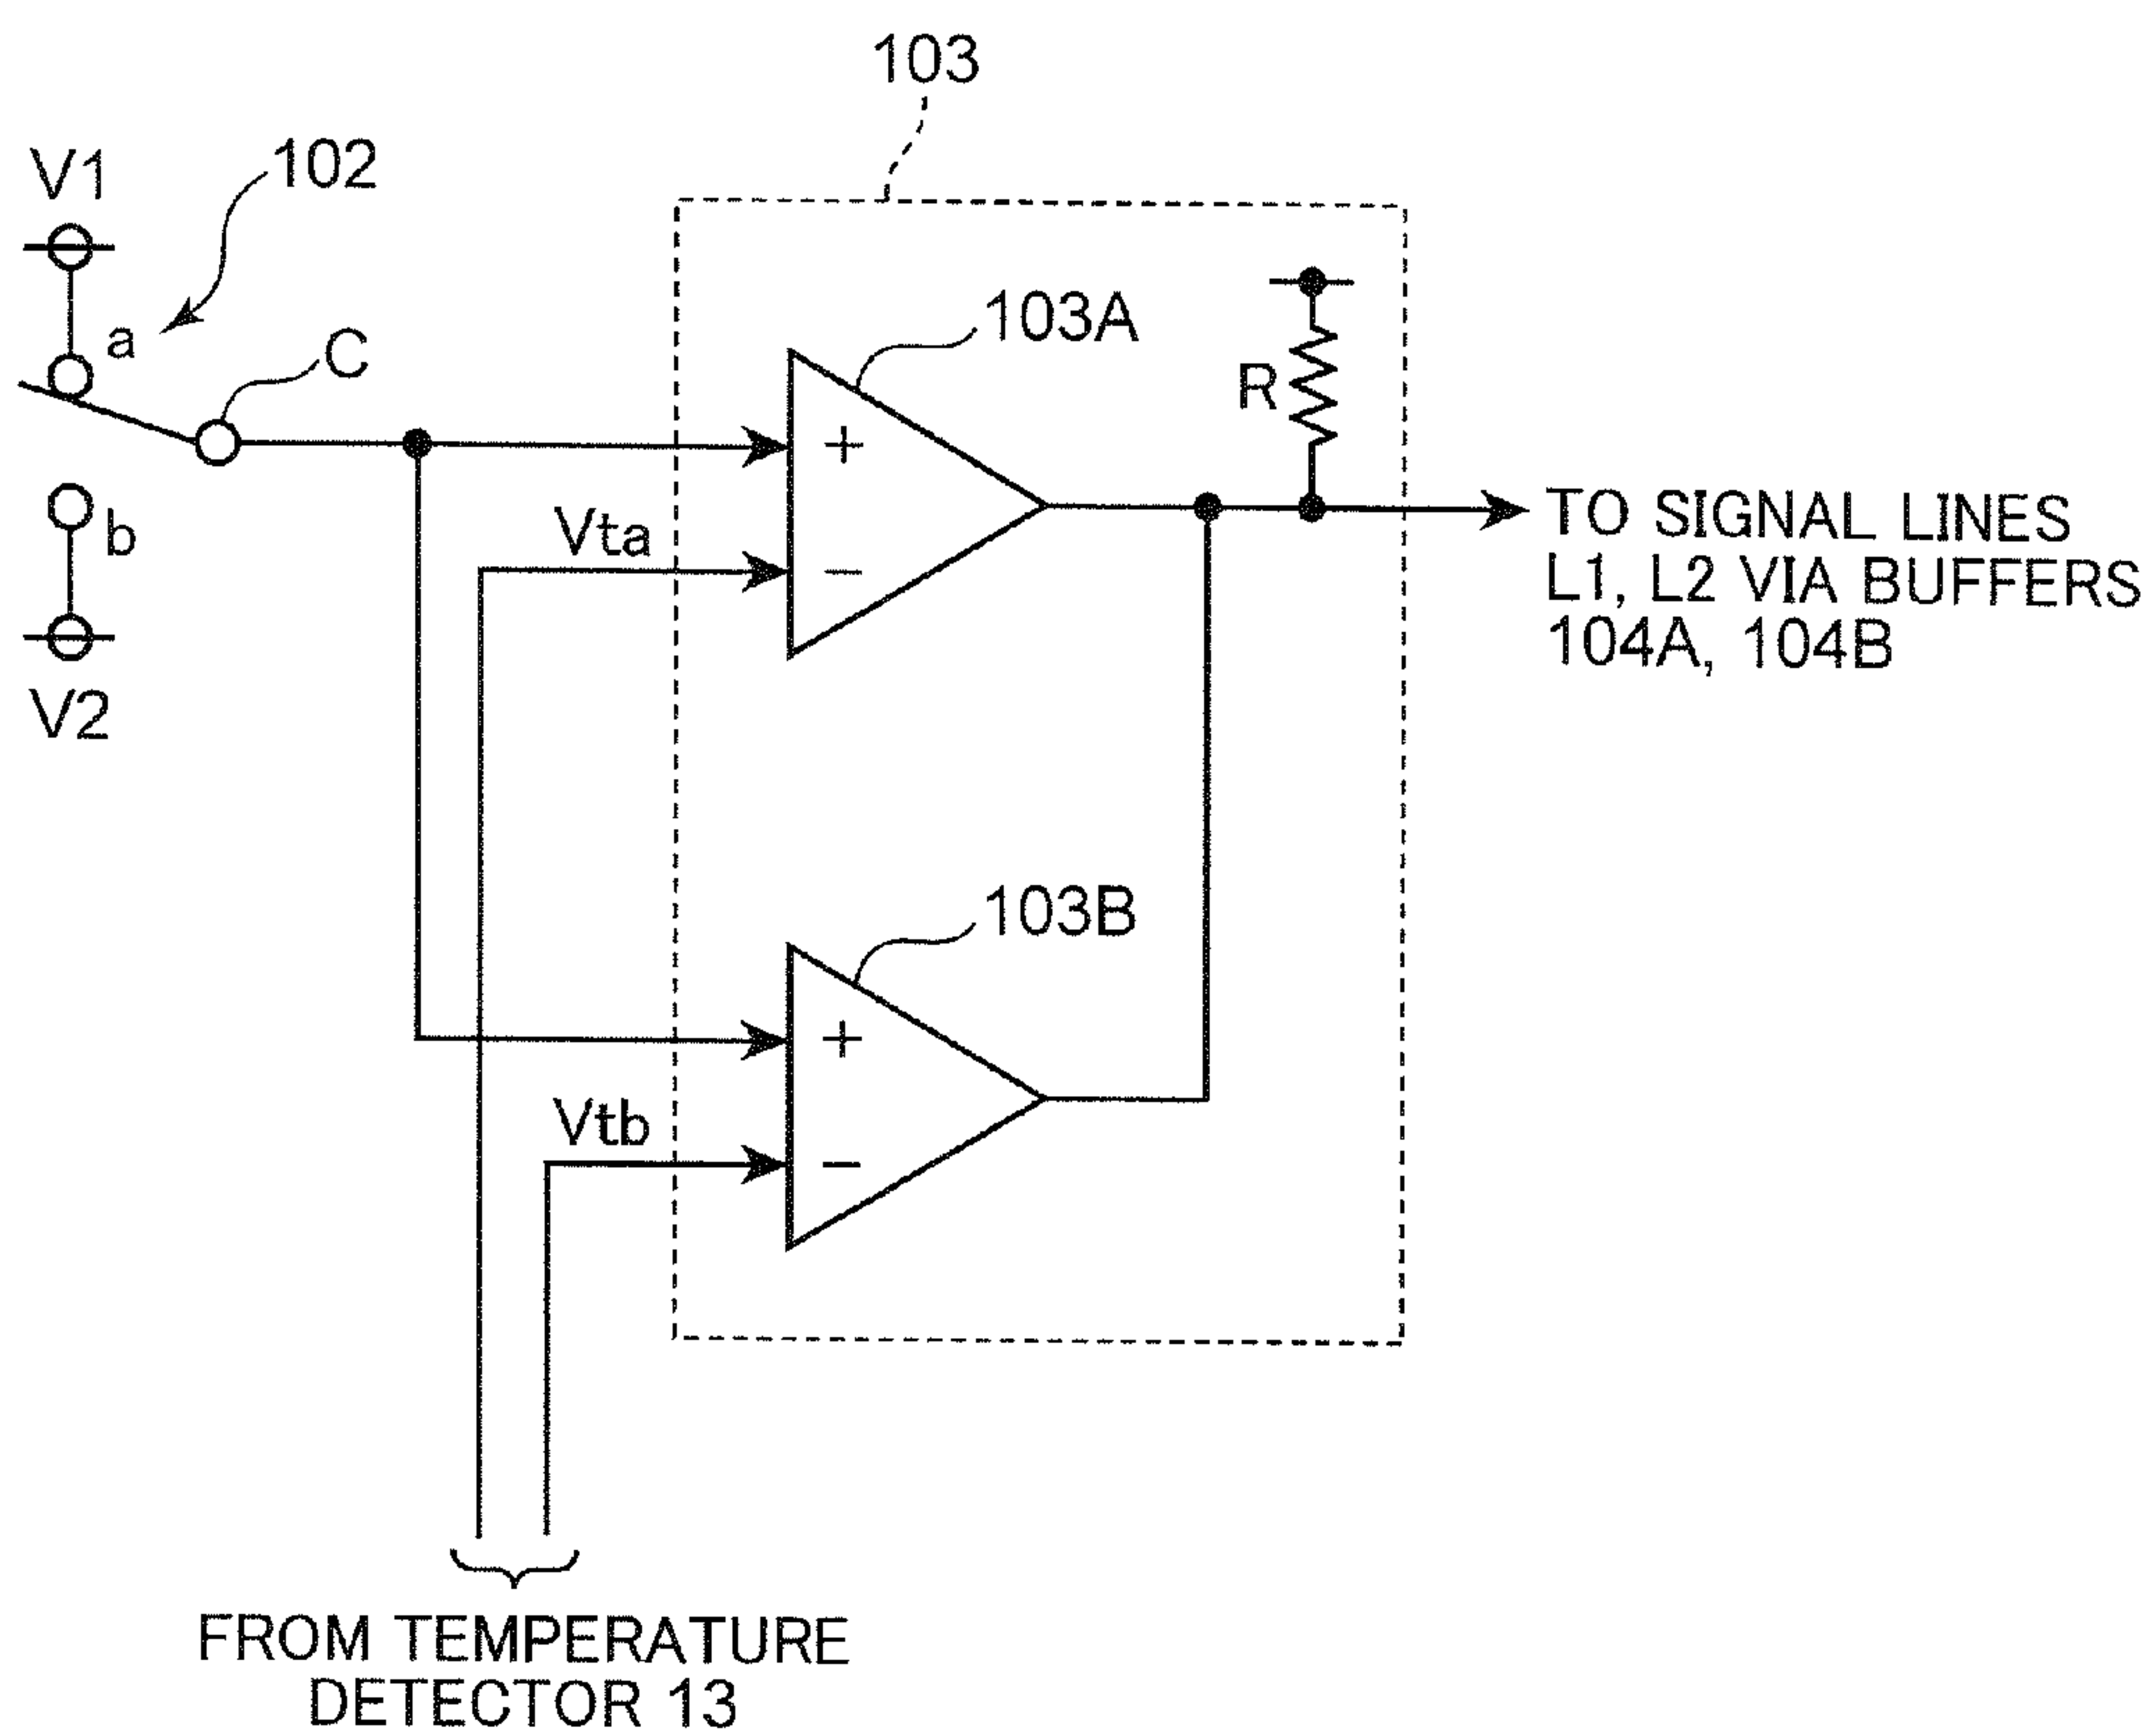 103
V1
102
a
C
103A
R
+
Vta
−
b
TO SIGNAL LINES
L1, L2 VIA BUFFERS
104A, 104B
V2
103B
+
Vtb
−
FROM TEMPERATURE
DETECTOR 13